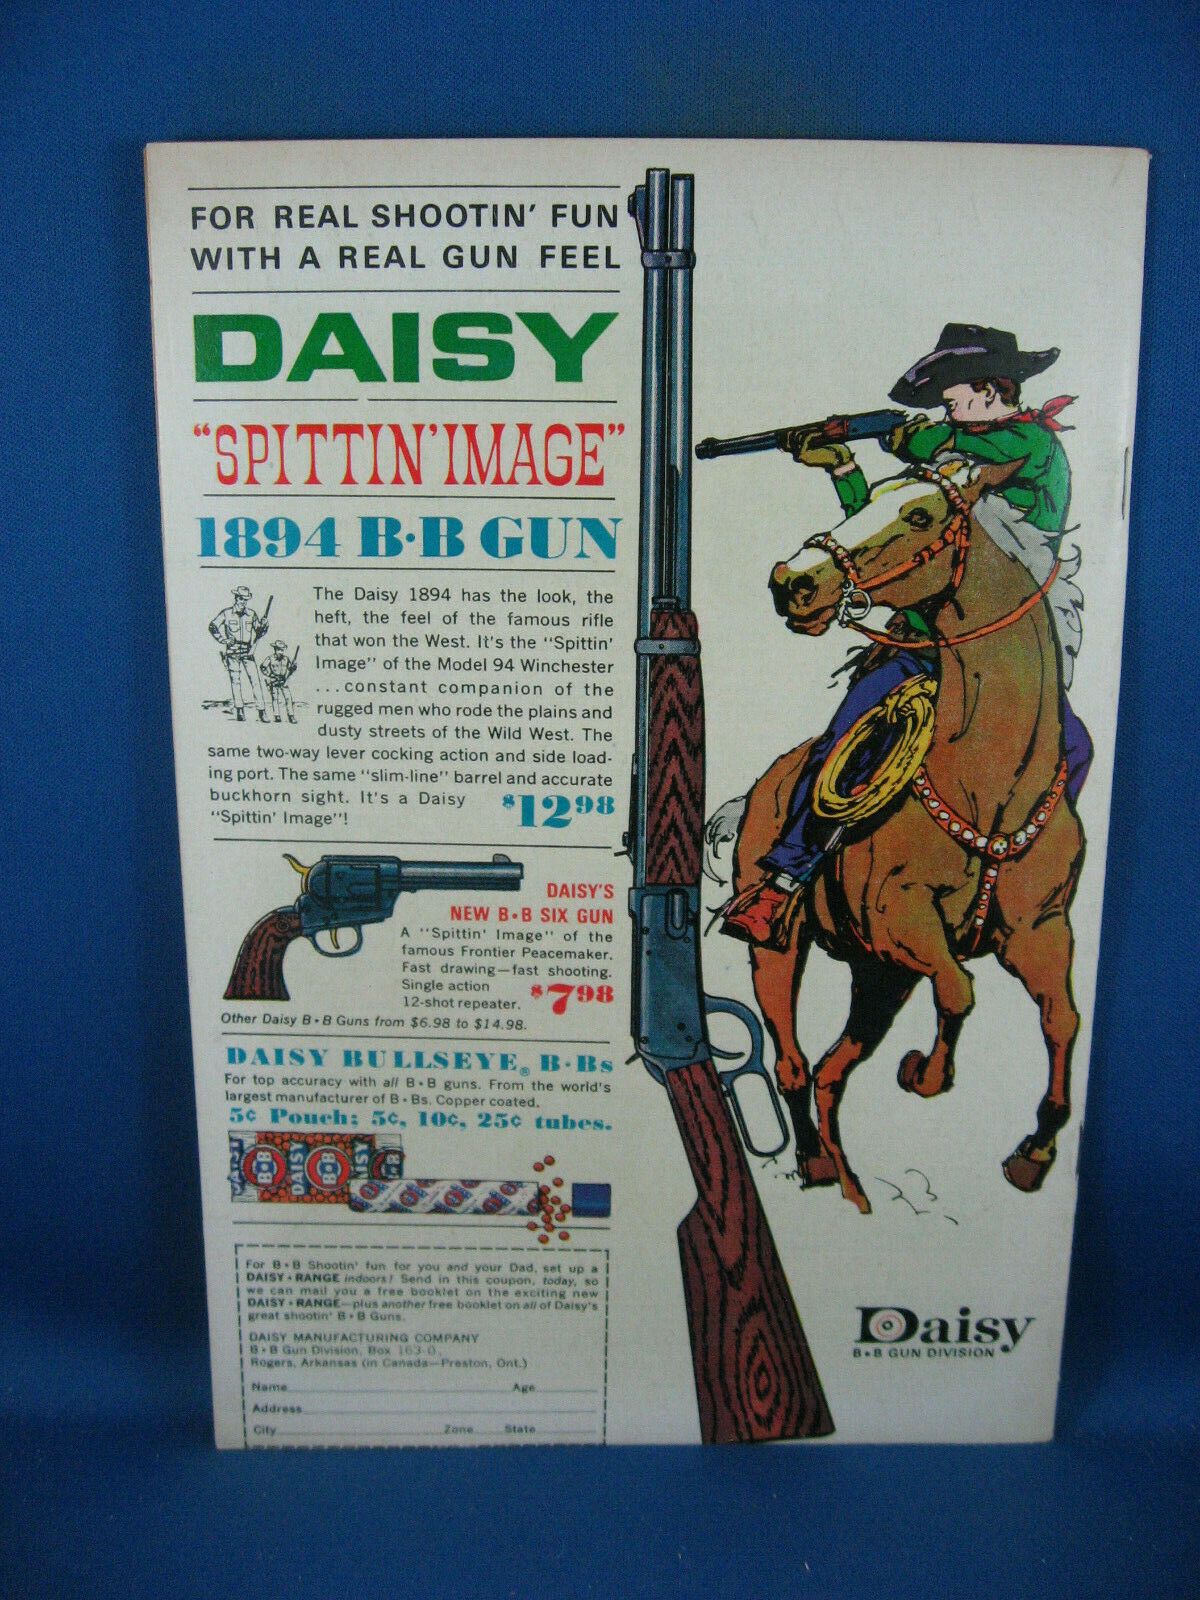 FOR REAL SHOOTIN' FUN
WITH A REAL GUN FEEL
DAISY
"SPITTIN' IMAGE"
1894 B•B GUN
The Daisy 1894 has the look, the
heft, the feel of the famous rifle
that won the West. It's the "Spittin'
Image" of the Model 94 Winchester
...constant companion of the
rugged men who rode the plains and
dusty streets of the Wild West. The
same two-way lever cocking action and side load-
ing port. The same "slim-line" barrel and accurate
buckhorn sight. It's a Daisy
"Spittin' Image"!
$12 98
DAISY'S
NEW B•B SIX GUN
A "Spittin' Image" of the
famous Frontier Peacemaker.
Fast drawing—fast shooting.
Single action
12-shot repeater.
$7 98
Other Daisy B•B Guns from $6.98 to $14.98.
DAISY BULLSEYE® B•Bs
For top accuracy with all B•B guns. From the world's
largest manufacturer of B•Bs. Copper coated.
5¢ Pouch; 5¢, 10¢, 25¢ tubes.
DAISY B•B DAISY B•B DAISY B•B
For B•B Shootin' fun for you and your Dad, set up a
DAISY•RANGE indoors! Send in this coupon, today, so
we can mail you a free booklet on the exciting new
DAISY•RANGE—plus another free booklet on all of Daisy's
great shootin' B•B Guns.
DAISY MANUFACTURING COMPANY
B•B Gun Division, Box 163-0,
Rogers, Arkansas (in Canada—Preston, Ont.)
Name Age
Address
City Zone State
Daisy
B•B GUN DIVISION